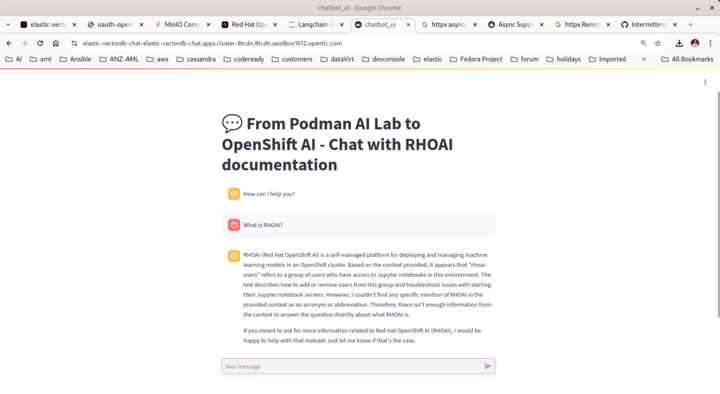 chatbot_ui - Google Chrome
elastic-vect
oauth-open
MinIO Cons
Red Hat Op
Langchain-E
chatbot_ui
httpx async
Async Supp
httpx.Remo
Intermitten
elastic-vectordb-chat-elastic-vectordb-chat.apps.cluster-8tcdn.8tcdn.sandbox1612.opentlc.com
AI amt Ansible ANZ-AML aws cassandra codeready customers dataVirt devconsole elastic Fedora Project forum holidays Imported » All Bookmarks
💬 From Podman AI Lab to
OpenShift AI - Chat with RHOAI
documentation
How can I help you?
What is RHOAI?
RHOAI (Red Hat OpenShift AI) is a self-managed platform for deploying and managing machine
learning models in an OpenShift cluster. Based on the context provided, it appears that "rhoai-
users" refers to a group of users who have access to Jupyter notebooks in this environment. The
text describes how to add or remove users from this group and troubleshoot issues with starting
their Jupyter notebook servers. However, I couldn't find any specific mention of RHOAI in the
provided context as an acronym or abbreviation. Therefore, there isn't enough information from
the context to answer the question directly about what RHOAI is.
If you meant to ask for more information related to Red Hat OpenShift AI (RHOAI), I would be
happy to help with that instead! Just let me know if that's the case.
Your message